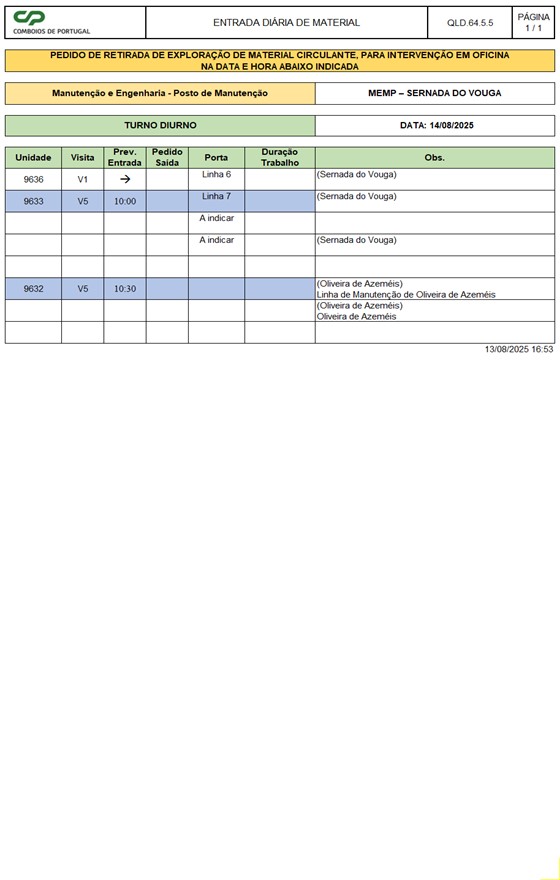 CP
COMBOIOS DE PORTUGAL
ENTRADA DIÁRIA DE MATERIAL
QLD.64.5.5
PÁGINA
1 / 1
PEDIDO DE RETIRADA DE EXPLORAÇÃO DE MATERIAL CIRCULANTE, PARA INTERVENÇÃO EM OFICINA
NA DATA E HORA ABAIXO INDICADA
Manutenção e Engenharia - Posto de Manutenção
MEMP – SERNADA DO VOUGA
TURNO DIURNO
DATA: 14/08/2025
Unidade Visita Prev. Entrada Pedido Saída Porta Duração Trabalho Obs.
9636 V1 → Linha 6 (Sernada do Vouga)
9633 V5 10:00 Linha 7 (Sernada do Vouga)
A indicar
A indicar (Sernada do Vouga)
9632 V5 10:30 (Oliveira de Azeméis)
Linha de Manutenção de Oliveira de Azeméis
(Oliveira de Azeméis)
Oliveira de Azeméis
13/08/2025 16:53